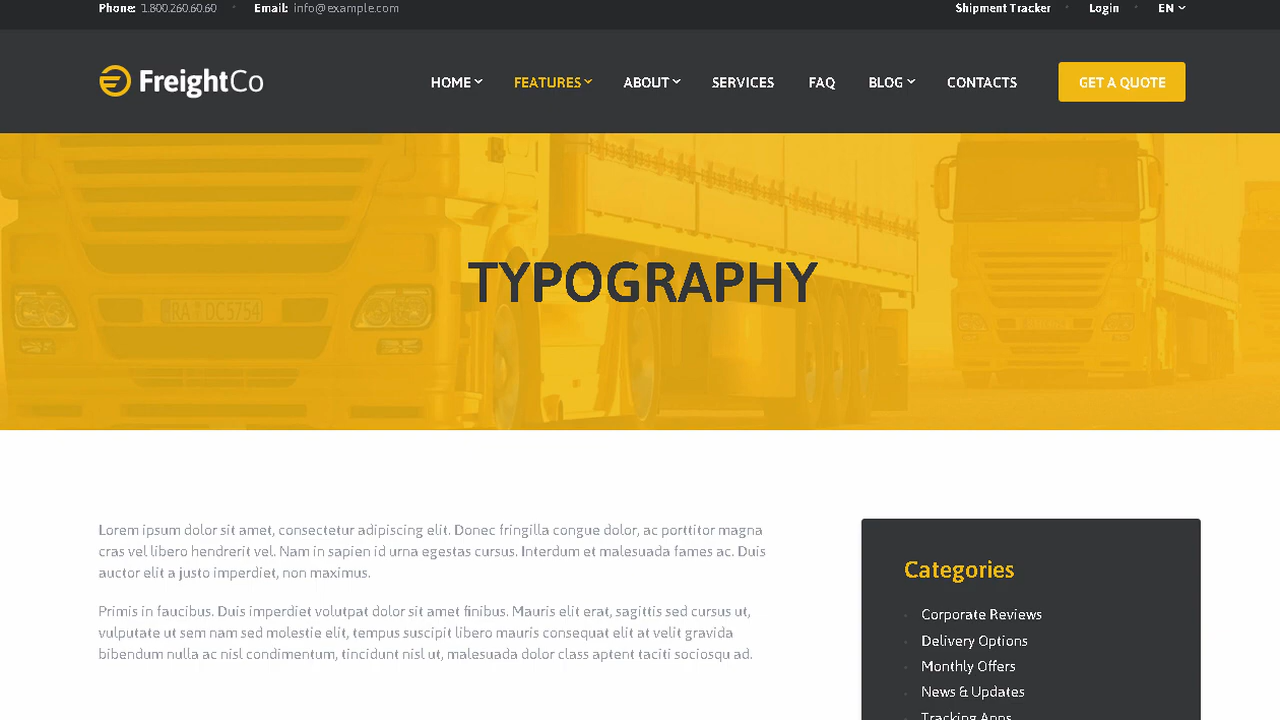 Phone: 1.800.260.60.60 Email: info@example.com Shipment Tracker Login EN
FreightCo HOME FEATURES ABOUT SERVICES FAQ BLOG CONTACTS GET A QUOTE
TYPOGRAPHY
RA DC5754
Lorem ipsum dolor sit amet, consectetur adipiscing elit. Donec fringilla congue dolor, ac porttitor magna
cras vel libero hendrerit vel. Nam in sapien id urna egestas cursus. Interdum et malesuada fames ac. Duis
auctor elit a justo imperdiet, non maximus.
Primis in faucibus. Duis imperdiet volutpat dolor sit amet finibus. Mauris elit erat, sagittis sed cursus ut,
vulputate ut sem nam sed molestie elit, tempus suscipit libero mauris consequat elit at velit gravida
bibendum nulla ac nisl condimentum, tincidunt nisl ut, malesuada dolor class aptent taciti sociosqu ad.
Categories
Corporate Reviews
Delivery Options
Monthly Offers
News & Updates
Tracking Apps